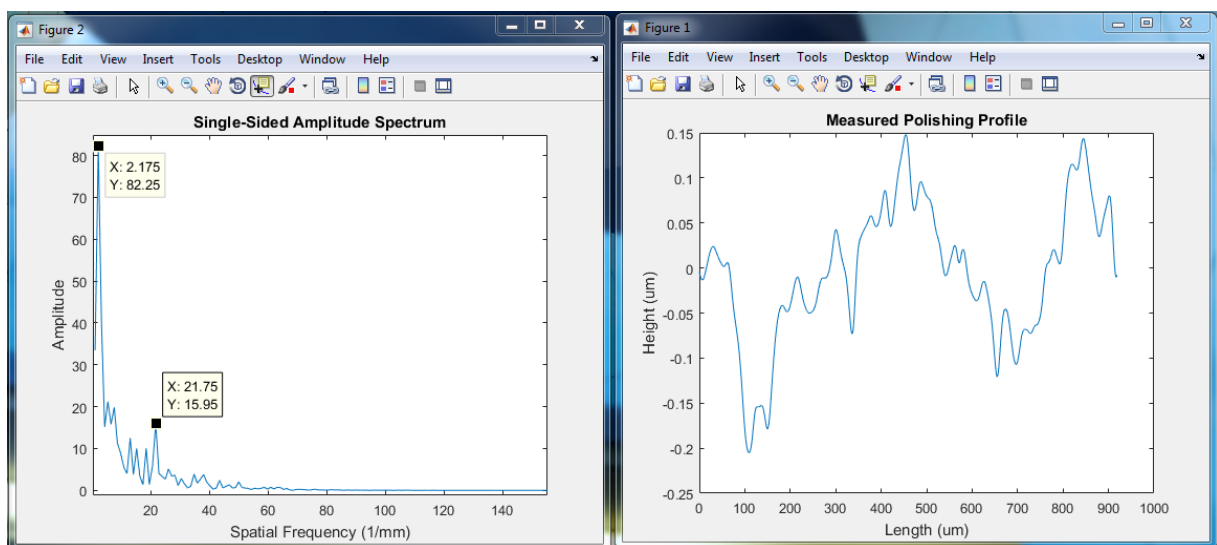 Figure 2
File Edit View Insert Tools Desktop Window Help
Single-Sided Amplitude Spectrum
X: 2.175
Y: 82.25
X: 21.75
Y: 15.95
80
70
60
50
40
30
20
10
0
Amplitude
20 40 60 80 100 120 140
Spatial Frequency (1/mm)
Figure 1
File Edit View Insert Tools Desktop Window Help
Measured Polishing Profile
0.15
0.1
0.05
0
-0.05
-0.1
-0.15
-0.2
-0.25
Height (um)
0 100 200 300 400 500 600 700 800 900 1000
Length (um)